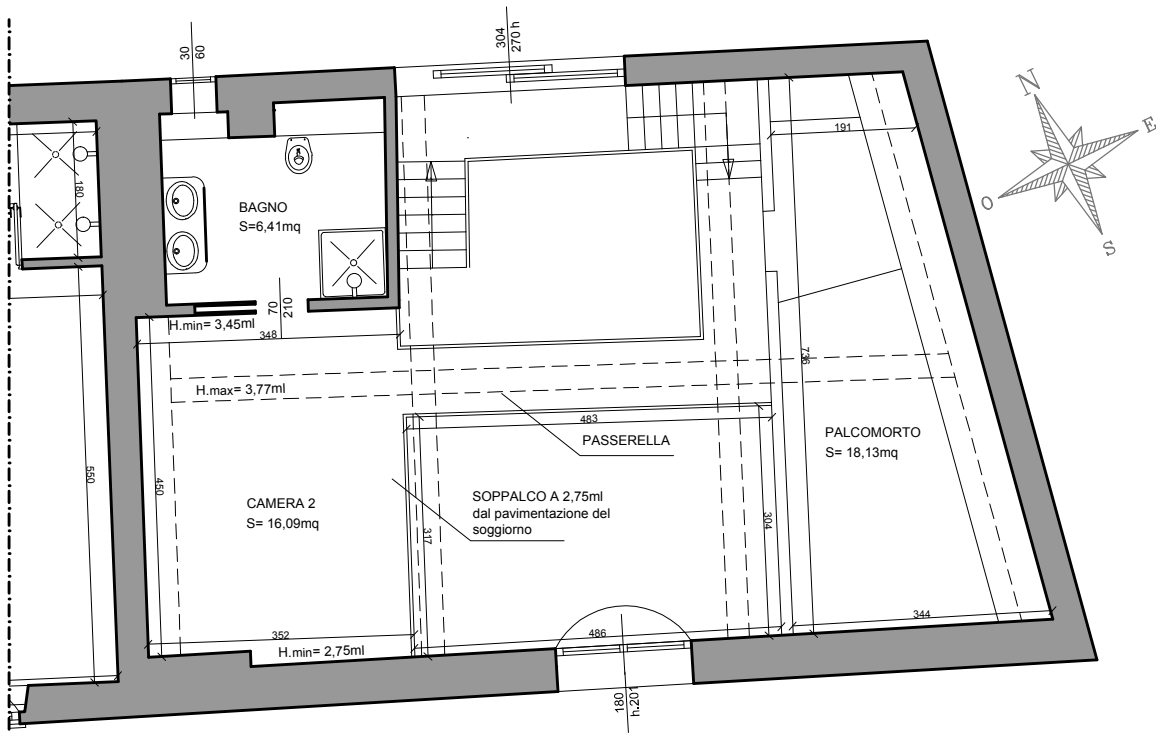 30
60
304
270 h
N
E
O
S
191
180
BAGNO
S=6,41mq
70
210
H.min= 3,45ml
348
H.max= 3,77ml
736
483
PASSERELLA
PALCOMORTO
S= 18,13mq
550
450
CAMERA 2
S= 16,09mq
SOPPALCO A 2,75ml
dal pavimentazione del
soggiorno
317
304
352
486
344
H.min= 2,75ml
180
h.201